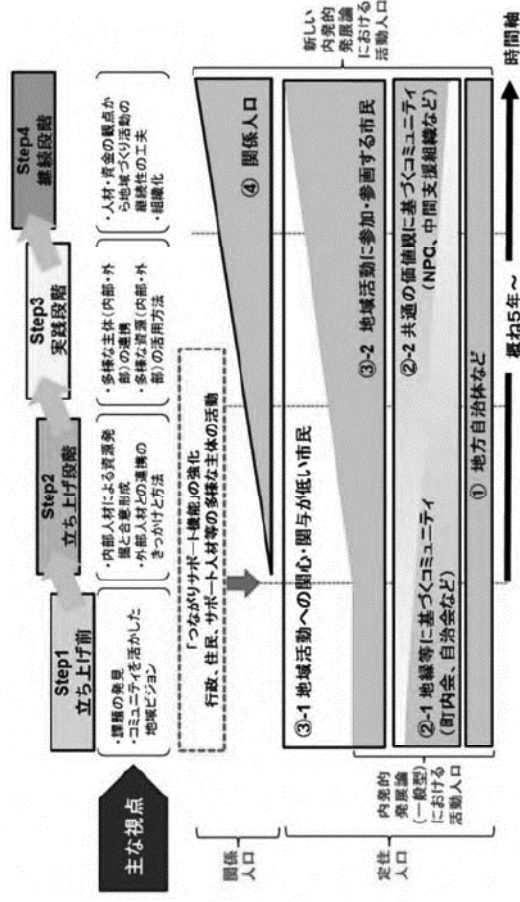 主な視点
Step1
立ち上げ前
・課題の発見
・コミュニティを活かした
地域ビジョン
Step2
立ち上げ段階
・内部人材による資源発
掘と合意形成
・外部人材との連携の
きっかけと方法
Step3
実践段階
・多様な主体(内部・外
部)の連携
・多様な資源(内部・外
部)の活用方法
Step4
継続段階
・人材・資金の観点か
ら地域づくり活動の
継続性の工夫
・組織化
「つながりサポート機能」の強化
行政、住民、サポート人材等の多様な主体の活動
関係
人口
④ 関係人口
定住
人口
③-1 地域活動への関心・関与が低い市民
③-2 地域活動に参加・参画する市民
②-1 地縁等に基づくコミュニティ
(町内会、自治会など)
②-2 共通の価値観に基づくコミュニティ
(NPO、中間支援組織など)
① 地方自治体など
内発的
発展論
(一般型)
における
活動人口
新しい
内発的
発展論
における
活動人口
概ね5年~
時間軸